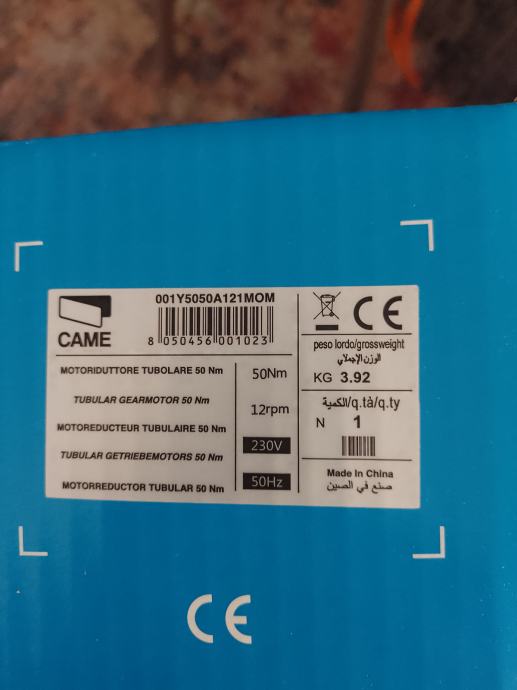 CAME
001Y5050A121MOM
8 050456 001023
MOTORIDUTTORE TUBOLARE 50 Nm
TUBULAR GEARMOTOR 50 Nm
MOTOREDUCTEUR TUBULAIRE 50 Nm
TUBULAR GETRIEBEMOTORS 50 Nm
MOTORREDUCTOR TUBULAR 50 Nm
50Nm
12rpm
230V
50Hz
CE
peso lordo/grossweight
الوزن الإجمالي
KG 3.92
الكمية/q.tà/q.ty
N 1
Made In China
صنع في الصين
CE